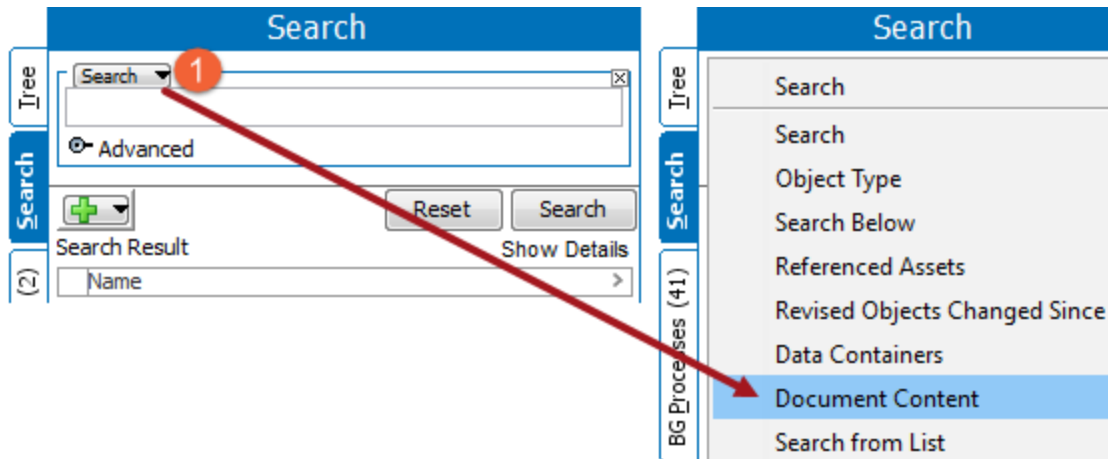 Search
Tree
Search
(2)
Search
1
Advanced
Reset
Search
Search Result
Show Details
Name
>
Search
Tree
Search
BG Processes (41)
Search
Search
Object Type
Search Below
Referenced Assets
Revised Objects Changed Since
Data Containers
Document Content
Search from List